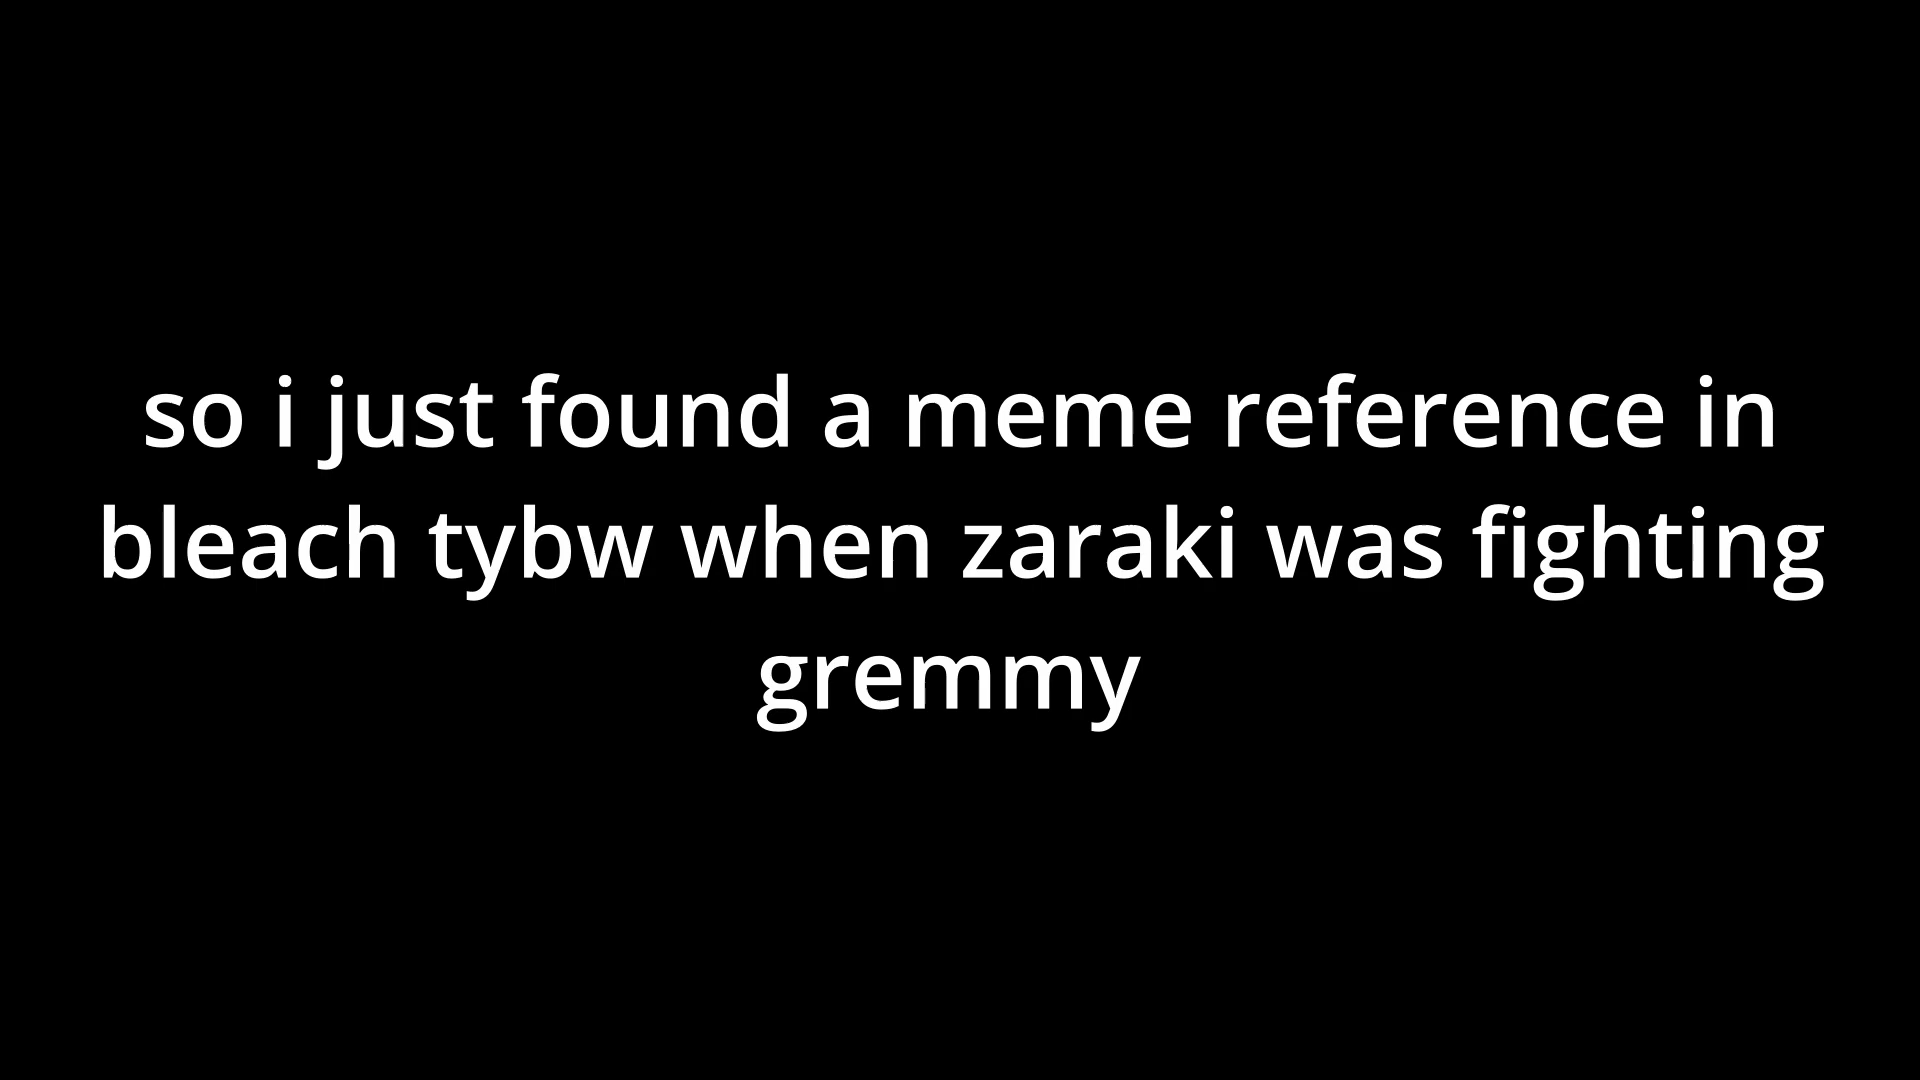 so i just found a meme reference in
bleach tybw when zaraki was fighting
gremmy